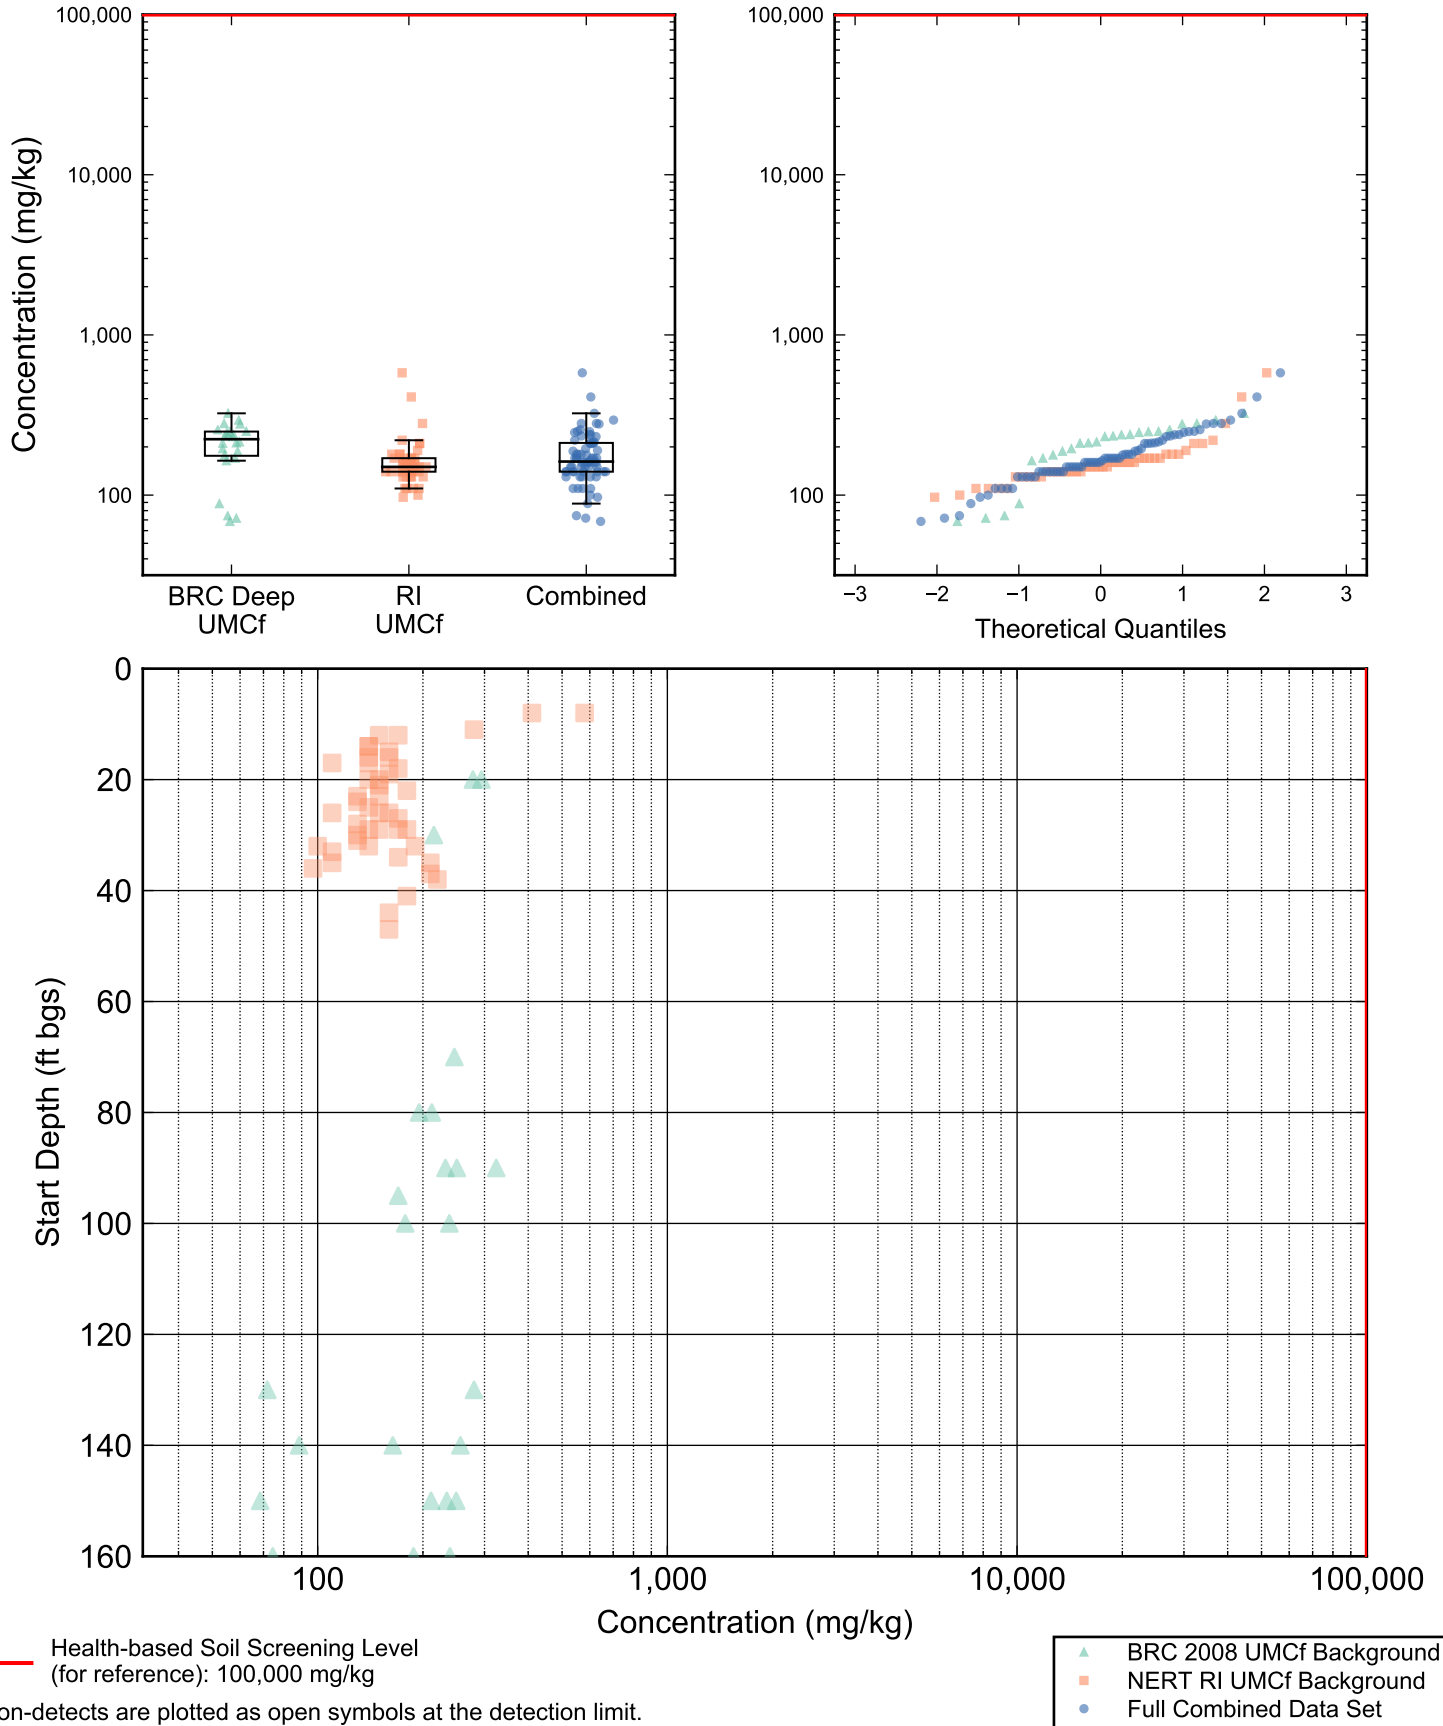 100,000
10,000
1,000
100
Concentration (mg/kg)
BRC Deep
UMCf
RI
UMCf
Combined
100,000
10,000
1,000
100
−3
−2
−1
0
1
2
3
Theoretical Quantiles
0
20
40
60
80
100
120
140
160
Start Depth (ft bgs)
100
1,000
10,000
100,000
Concentration (mg/kg)
Health-based Soil Screening Level
(for reference): 100,000 mg/kg
on-detects are plotted as open symbols at the detection limit.
BRC 2008 UMCf Background
NERT RI UMCf Background
Full Combined Data Set